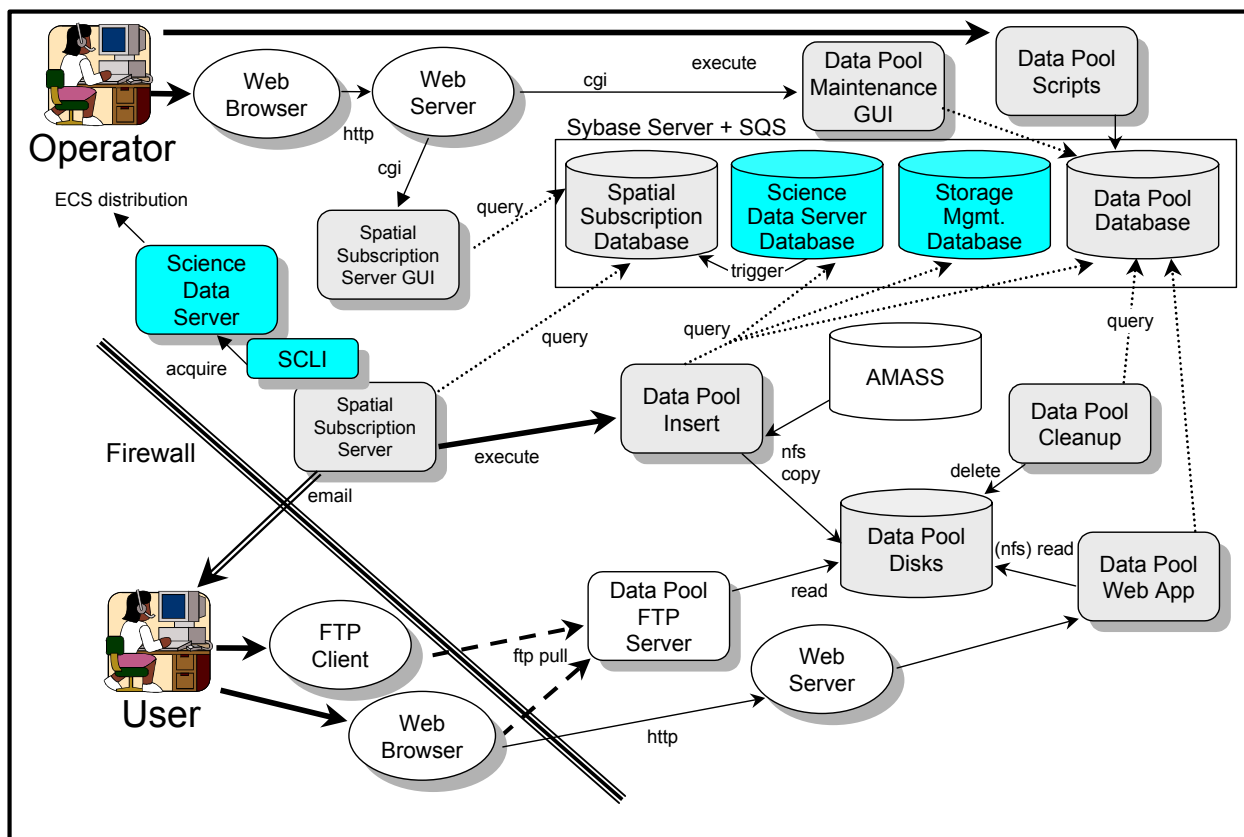 Operator
Web
Browser
http
Web
Server
cgi
execute
cgi
Data Pool
Maintenance
GUI
Data Pool
Scripts
Sybase Server + SQS
Spatial
Subscription
Database
Science
Data Server
Database
Storage
Mgmt.
Database
Data Pool
Database
trigger
ECS distribution
Spatial
Subscription
Server GUI
query
Science
Data
Server
acquire
SCLI
query
query
query
AMASS
Spatial
Subscription
Server
execute
Data Pool
Insert
nfs
copy
Data Pool
Cleanup
delete
Firewall
email
Data Pool
Disks
(nfs) read
Data Pool
Web App
read
User
FTP
Client
ftp pull
Data Pool
FTP
Server
Web
Server
Web
Browser
http